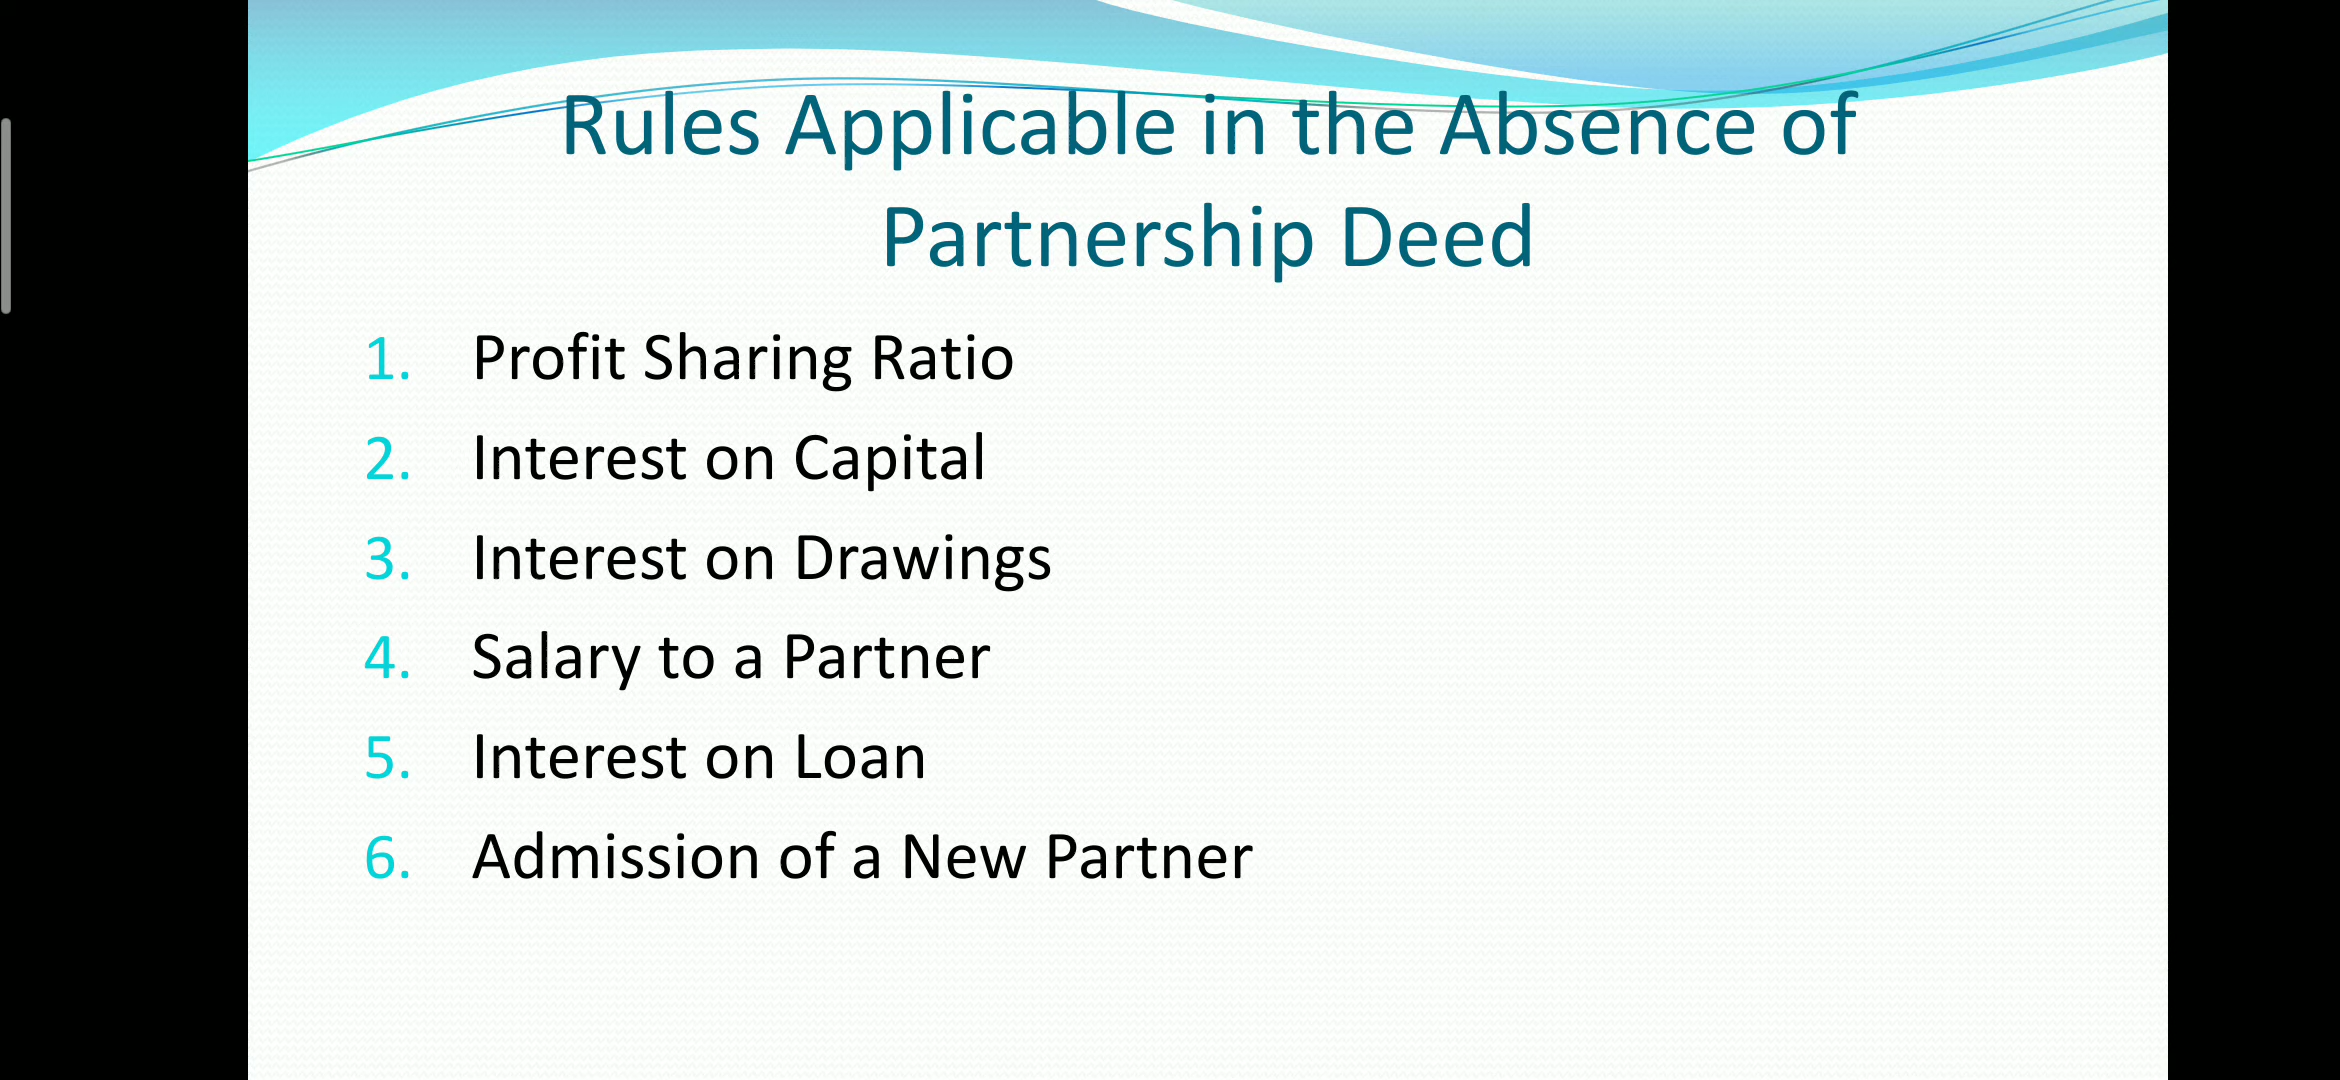 Rules Applicable in the Absence of
Partnership Deed
1. Profit Sharing Ratio
2. Interest on Capital
3. Interest on Drawings
4. Salary to a Partner
5. Interest on Loan
6. Admission of a New Partner